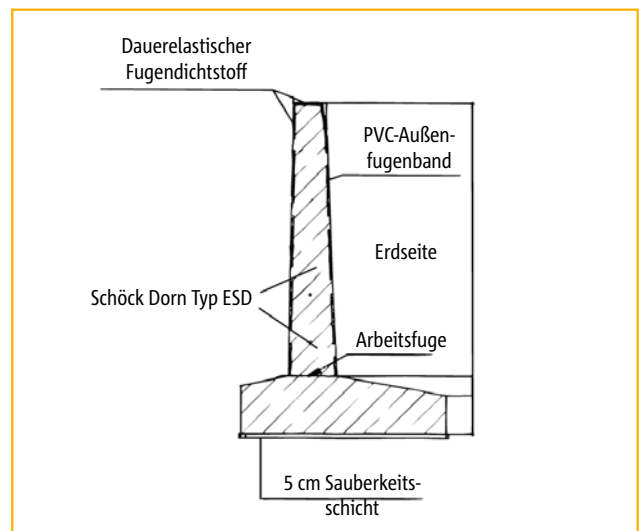 Dauerelastischer
Fugendichtstoff
PVC-Außen-
fugenband
Erdseite
Schöck Dorn Typ ESD
Arbeitsfuge
5 cm Sauberkeits-
schicht